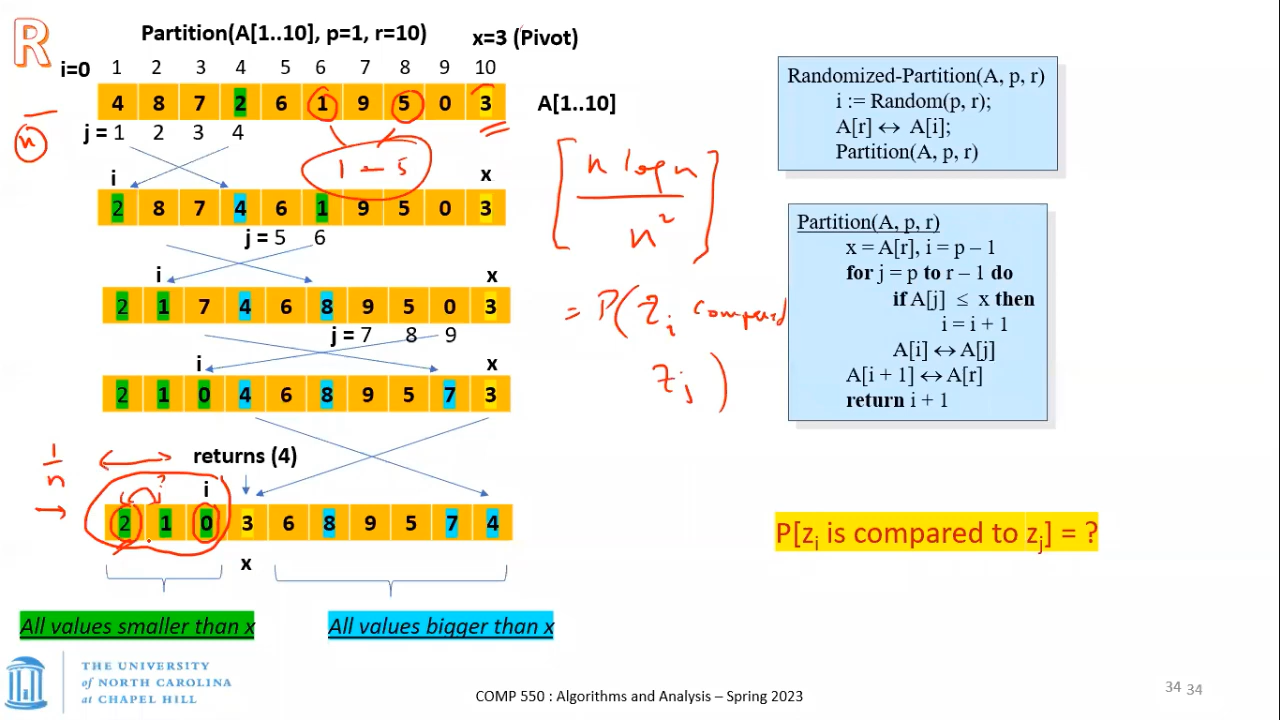 R
Partition(A[1..10], p=1, r=10) x=3 (Pivot)
i=0 1 2 3 4 5 6 7 8 9 10
4 8 7 2 6 1 9 5 0 3 A[1..10]
n
j = 1 2 3 4
1 – 5
i x
2 8 7 4 6 1 9 5 0 3
j = 5 6
i x
2 1 7 4 6 8 9 5 0 3
j = 7 8 9
i x
2 1 0 4 6 8 9 5 7 3
returns (4)
1
n
i ?
i
2 1 0 3 6 8 9 5 7 4
x
All values smaller than x All values bigger than x
n log n
n²
= P( Zi compared
Zj )
Randomized-Partition(A, p, r)
i := Random(p, r);
A[r] ↔ A[i];
Partition(A, p, r)
Partition(A, p, r)
x = A[r], i = p – 1
for j = p to r – 1 do
if A[j] ≤ x then
i = i + 1
A[i] ↔ A[j]
A[i + 1] ↔ A[r]
return i + 1
P[zi is compared to zj] = ?
THE UNIVERSITY
of NORTH CAROLINA
at CHAPEL HILL
COMP 550 : Algorithms and Analysis – Spring 2023
34 34